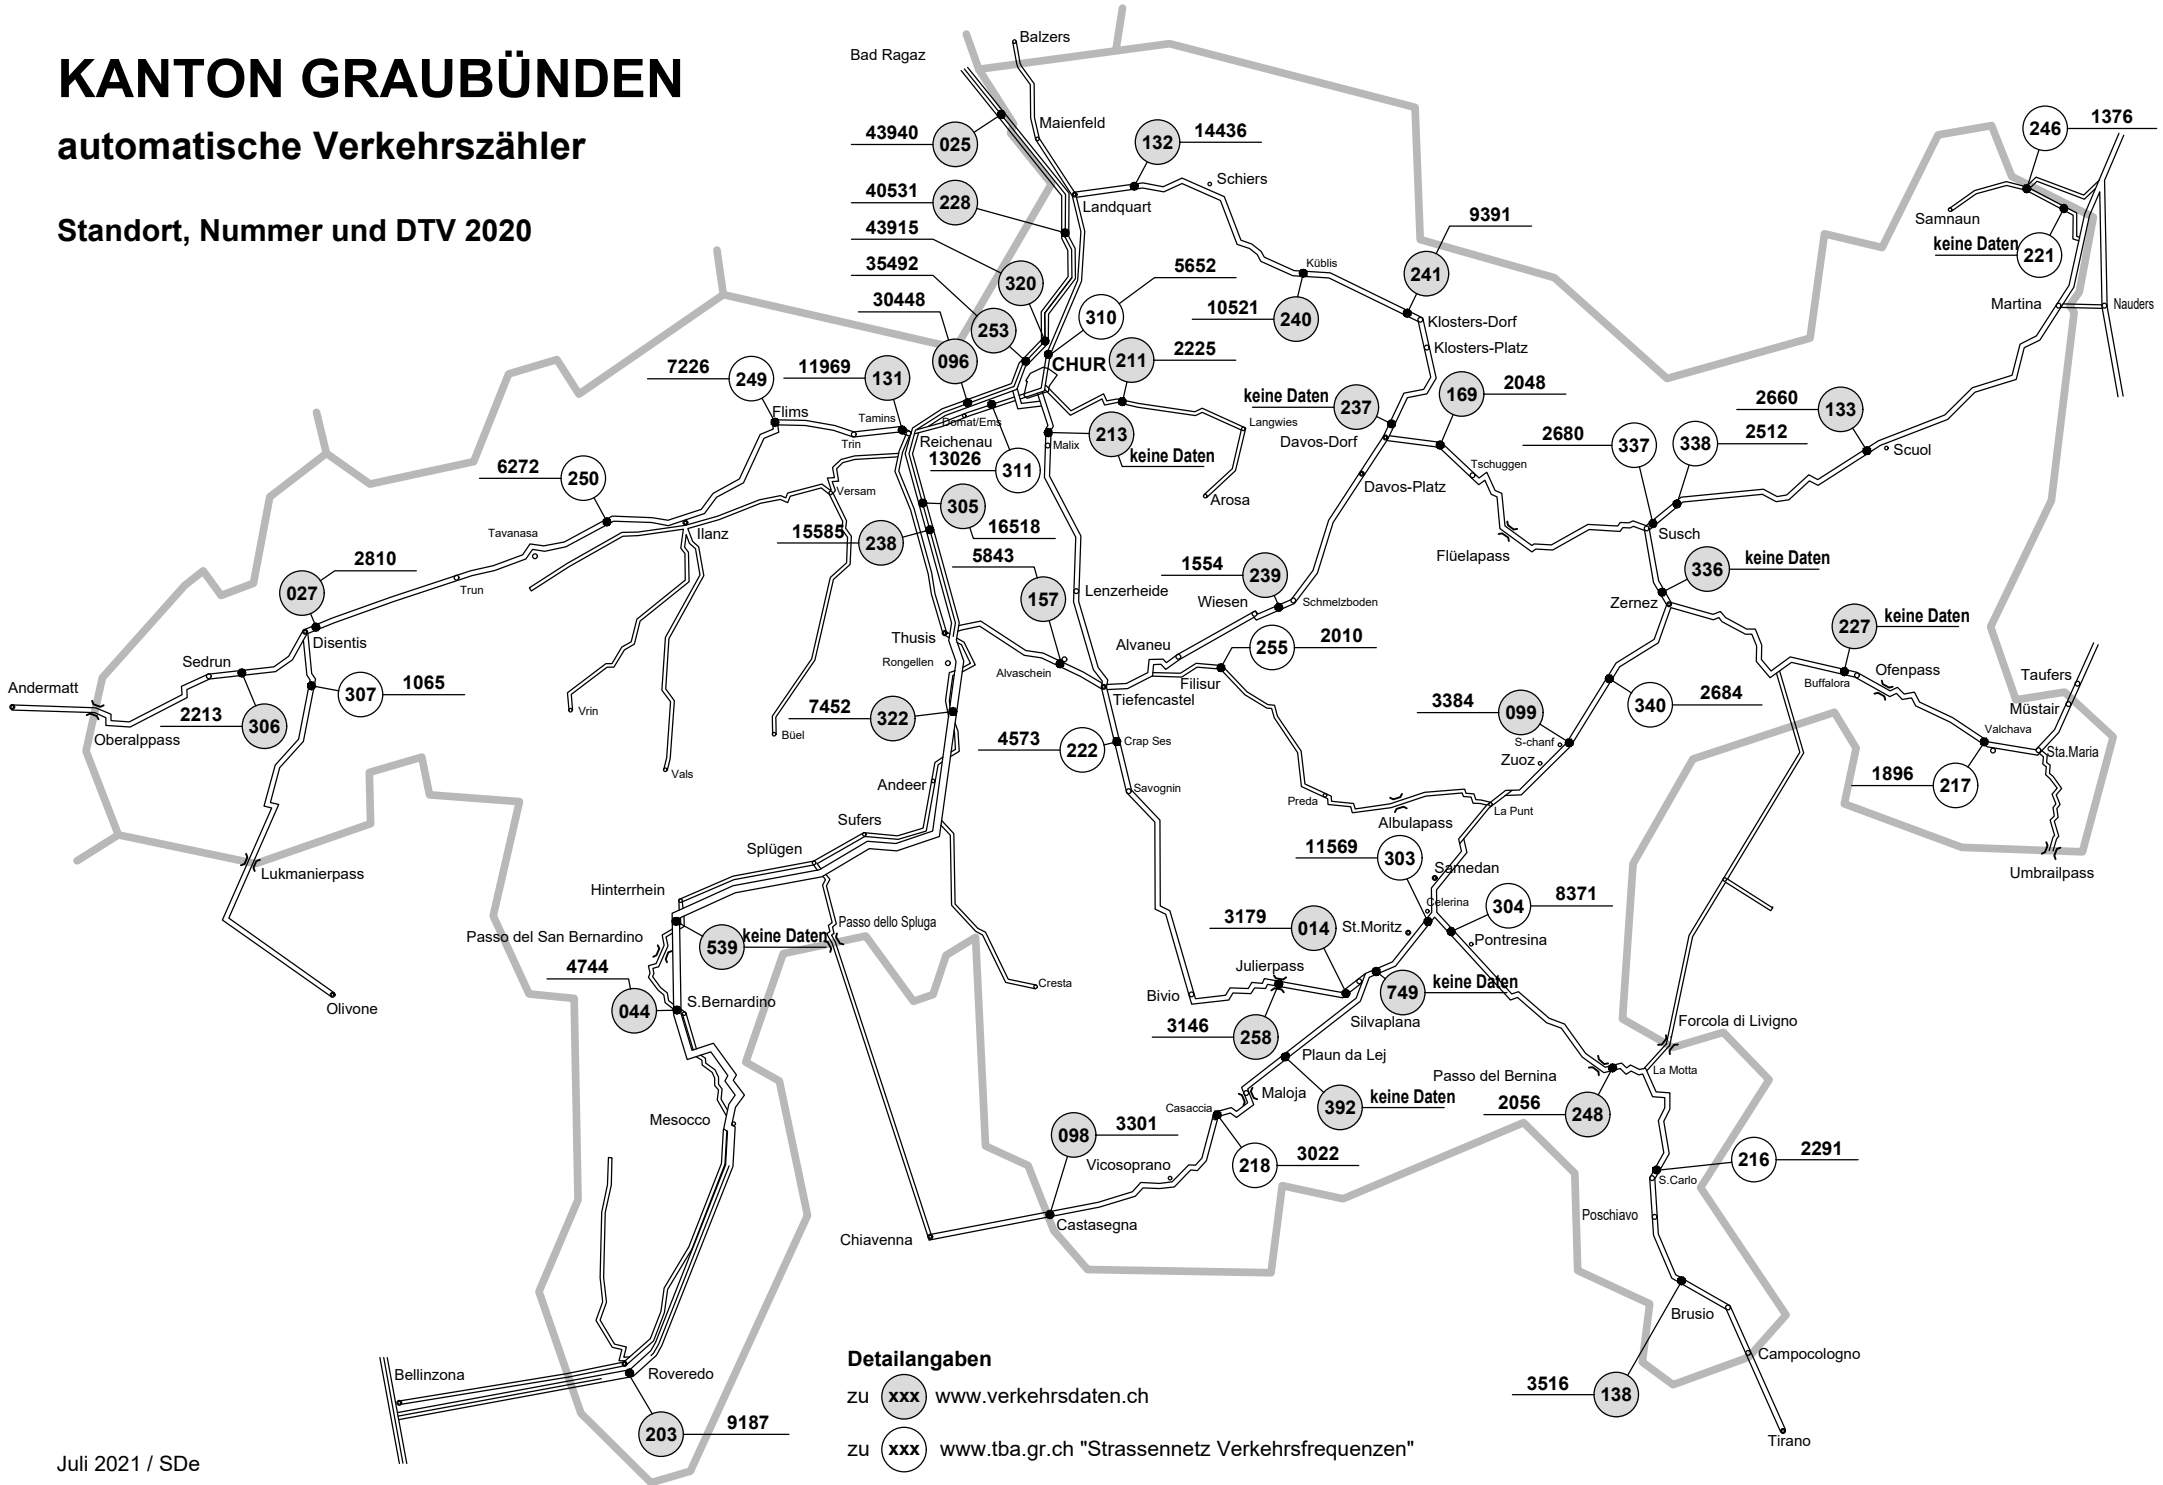 KANTON GRAUBÜNDEN
automatische Verkehrszähler
Standort, Nummer und DTV 2020
Bad Ragaz
Balzers
Maienfeld
43940
025
132
14436
40531
228
Schiers
Landquart
43915
320
35492
253
30448
096
5652
310
CHUR
211
2225
Küblis
10521
240
9391
241
Klosters-Dorf
Klosters-Platz
246
1376
Samnaun
keine Daten
221
Martina
Nauders
7226
249
11969
131
Flims
Tamins
Trin
Domat/Ems
Reichenau
13026
311
Malix
213
keine Daten
Langwies
Arosa
keine Daten
237
169
2048
Davos-Dorf
Davos-Platz
Tschuggen
Flüelapass
2680
337
338
2512
2660
133
Scuol
Susch
6272
250
Tavanasa
Ilanz
Versam
305
16518
15585
238
5843
157
2810
027
Trun
Disentis
Sedrun
Andermatt
Oberalppass
2213
306
307
1065
Lukmanierpass
Olivone
Vrin
Vals
Büel
Thusis
Rongellen
Alvaschein
Lenzerheide
1554
239
Wiesen
Schmelzboden
Alvaneu
255
2010
Filisur
Tiefencastel
336
keine Daten
Zernez
227
keine Daten
Buffalora
Ofenpass
Taufers
Müstair
Valchava
Sta.Maria
1896
217
Umbrailpass
7452
322
4573
222
Crap Ses
Savognin
3384
099
340
2684
S-chanf
Zuoz
Andeer
Sufers
Splügen
Hinterrhein
Preda
Albulapass
La Punt
11569
303
Samedan
Celerina
304
8371
Pontresina
Passo del San Bernardino
539
keine Daten
Passo dello Spluga
4744
044
S.Bernardino
Cresta
3179
014
St.Moritz
Julierpass
Bivio
749
keine Daten
Silvaplana
3146
258
Plaun da Lej
Maloja
392
keine Daten
Forcola di Livigno
La Motta
Passo del Bernina
2056
248
Mesocco
Casaccia
098
3301
Vicosoprano
218
3022
216
2291
S.Carlo
Poschiavo
Castasegna
Chiavenna
Brusio
Campocologno
3516
138
Tirano
Bellinzona
Roveredo
203
9187
Detailangaben
zu xxx www.verkehrsdaten.ch
zu xxx www.tba.gr.ch "Strassennetz Verkehrsfrequenzen"
Juli 2021 / SDe